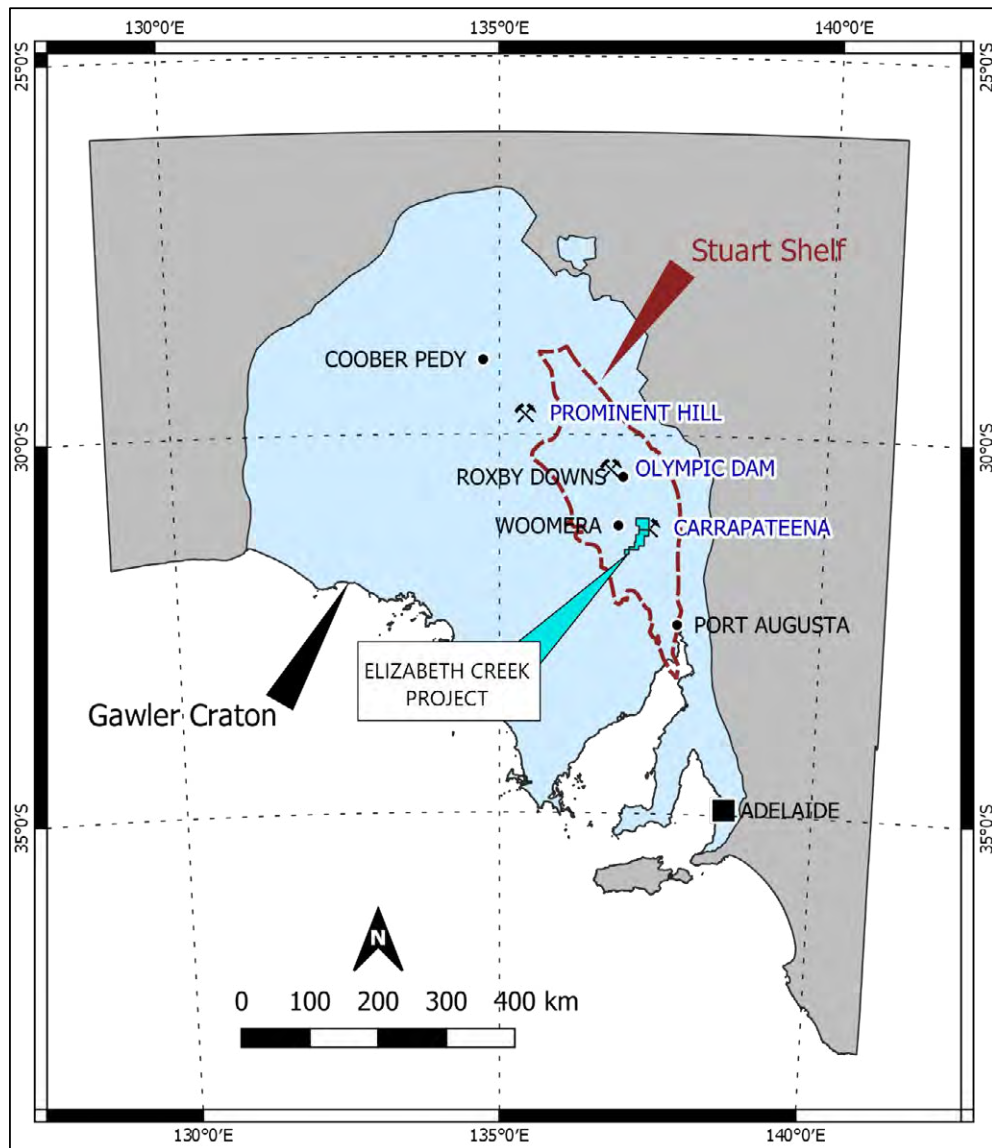 130°0'E
135°0'E
140°0'E
25°0'S
25°0'S
Stuart Shelf
COOBER PEDY
PROMINENT HILL
30°0'S
30°0'S
OLYMPIC DAM
ROXBY DOWNS
WOOMERA
CARRAPATEENA
PORT AUGUSTA
ELIZABETH CREEK
PROJECT
Gawler Craton
ADELAIDE
35°0'S
35°0'S
N
0 100 200 300 400 km
130°0'E
135°0'E
140°0'E